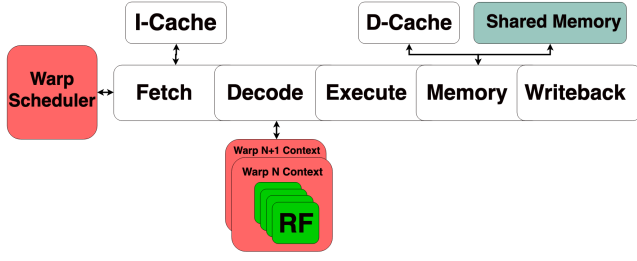 I-Cache
D-Cache
Shared Memory
Warp
Scheduler
Fetch
Decode
Execute
Memory
Writeback
Warp N+1 Context
Warp N Context
RF